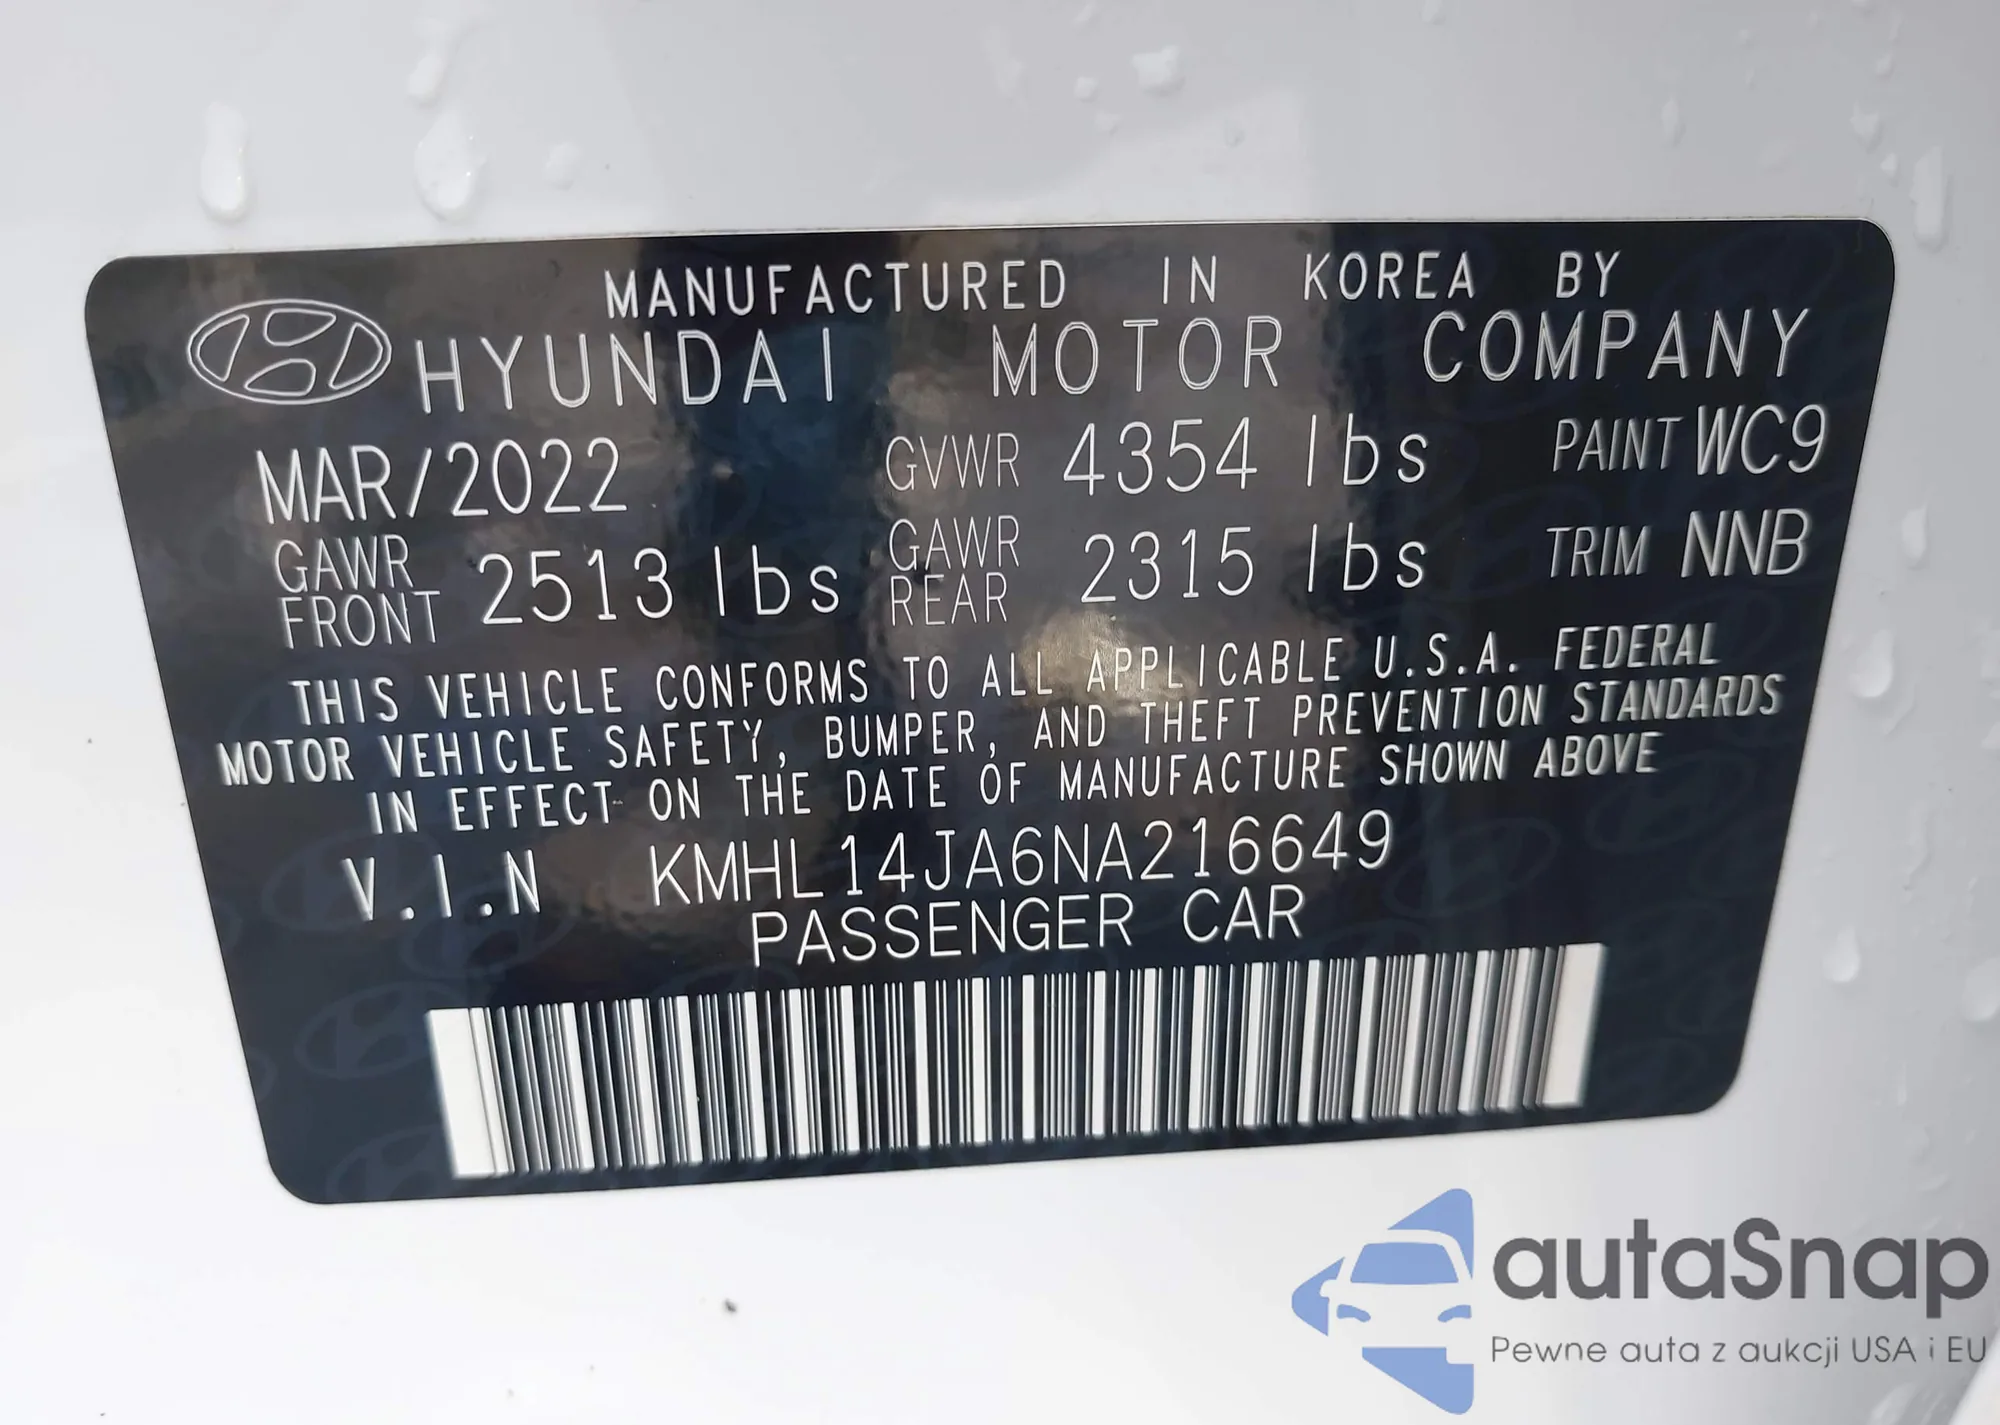 MANUFACTURED IN KOREA BY
HYUNDAI MOTOR COMPANY
MAR/2022 GVWR 4354 lbs PAINT WC9
GAWR FRONT 2513 lbs GAWR REAR 2315 lbs TRIM NNB
THIS VEHICLE CONFORMS TO ALL APPLICABLE U.S.A. FEDERAL
MOTOR VEHICLE SAFETY, BUMPER, AND THEFT PREVENTION STANDARDS
IN EFFECT ON THE DATE OF MANUFACTURE SHOWN ABOVE
V.I.N KMHL14JA6NA216649
PASSENGER CAR
autaSnap
Pewne auta z aukcji USA i EU